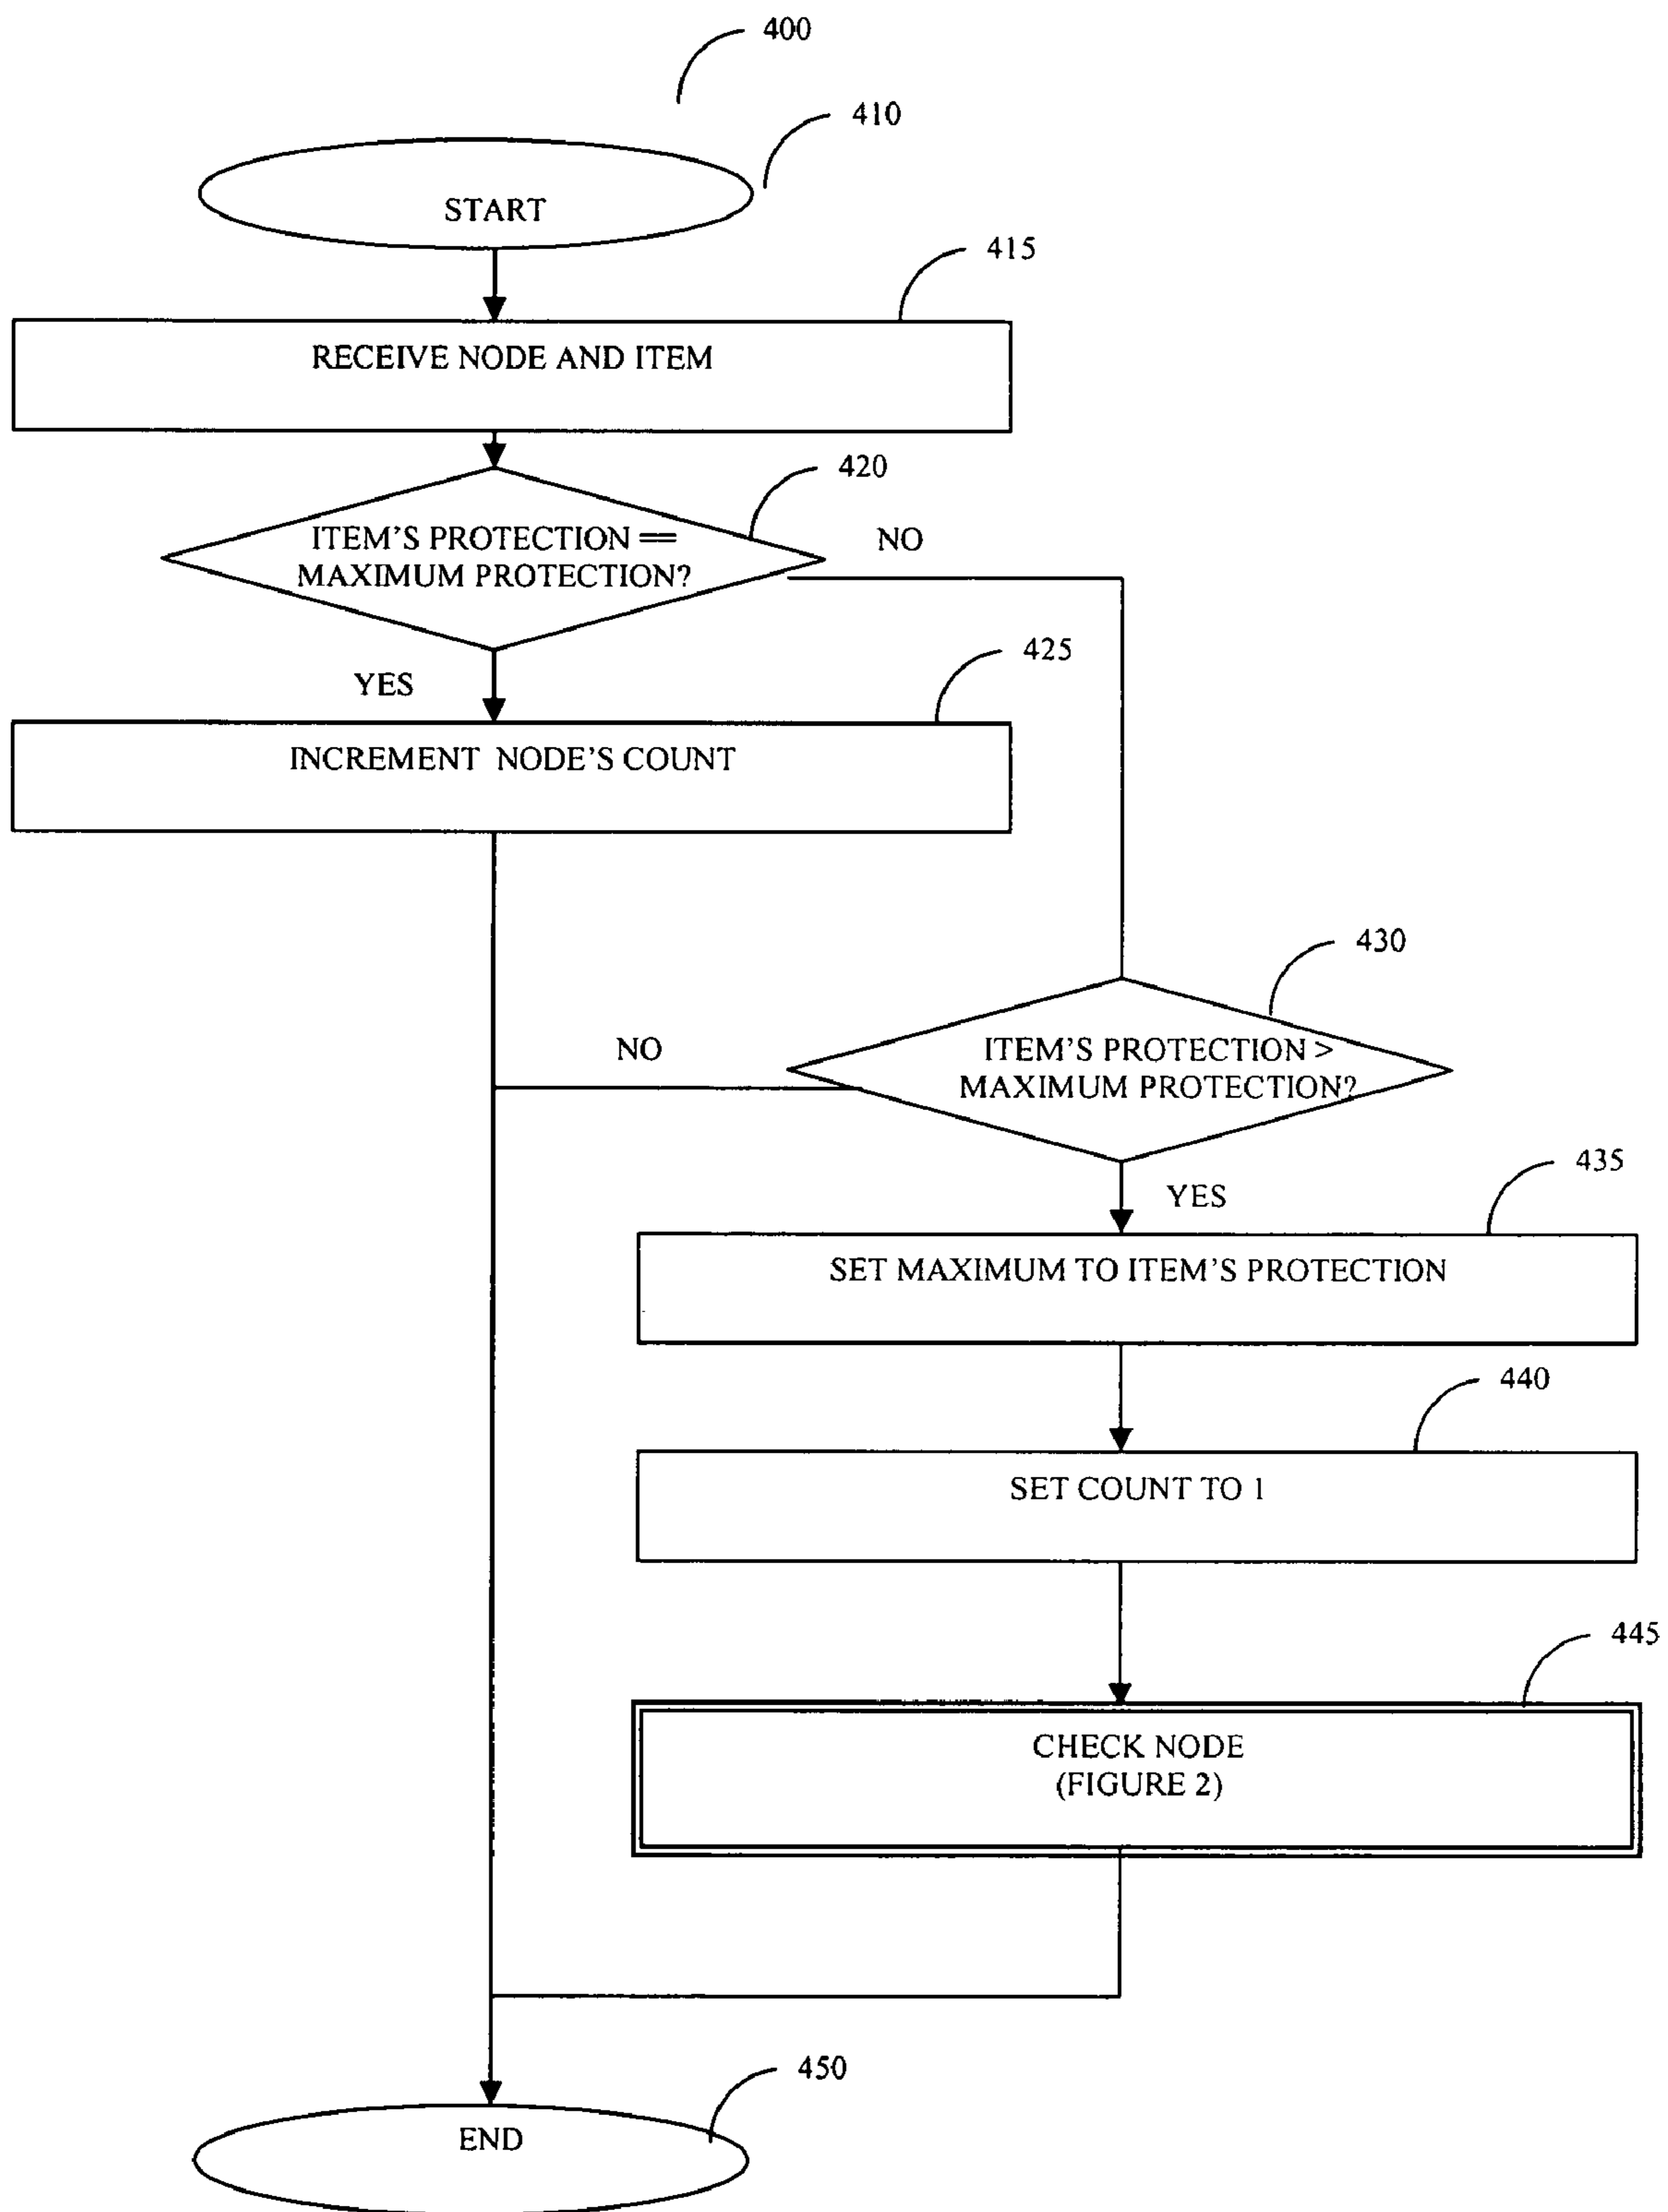 400
410
START
415
RECEIVE NODE AND ITEM
420
ITEM'S PROTECTION ==
MAXIMUM PROTECTION?
NO
YES
425
INCREMENT NODE'S COUNT
430
ITEM'S PROTECTION >
MAXIMUM PROTECTION?
NO
YES
435
SET MAXIMUM TO ITEM'S PROTECTION
440
SET COUNT TO 1
445
CHECK NODE
(FIGURE 2)
450
END